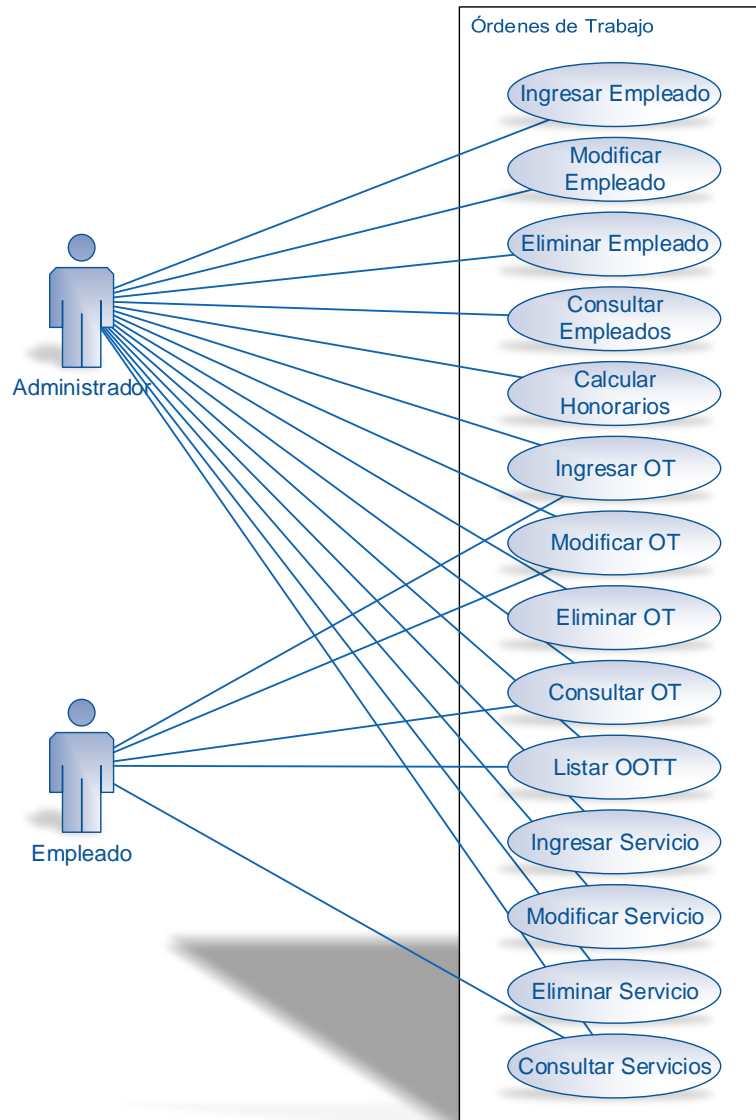 Órdenes de Trabajo
Ingresar Empleado
Modificar
Empleado
Eliminar Empleado
Consultar
Empleados
Calcular
Honorarios
Ingresar OT
Modificar OT
Eliminar OT
Consultar OT
Listar OOTT
Ingresar Servicio
Modificar Servicio
Eliminar Servicio
Consultar Servicios
Administrador
Empleado